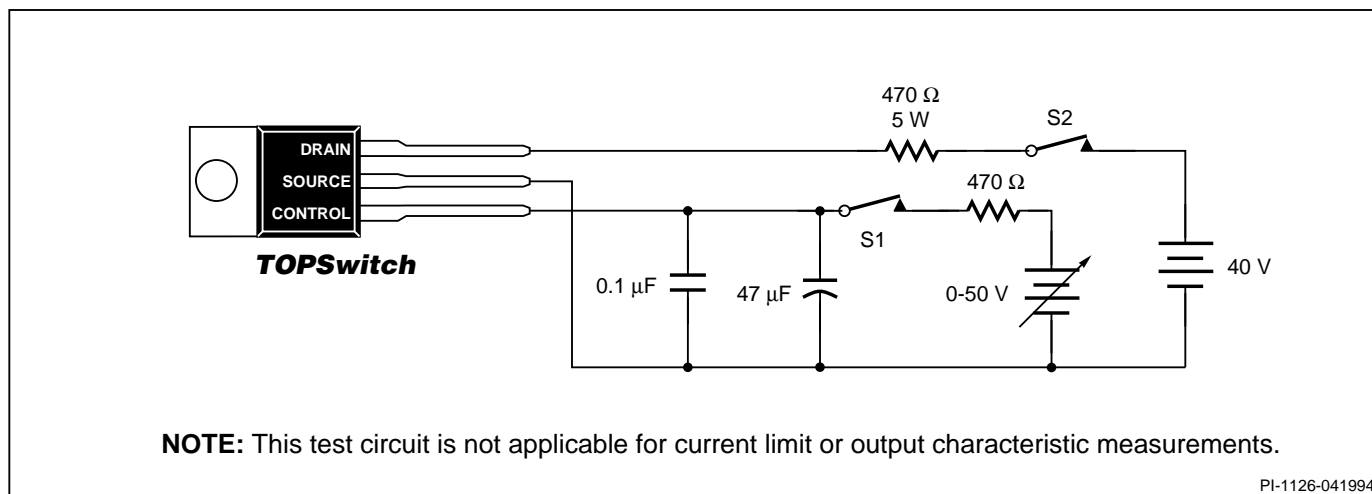 470 Ω
5 W
S2
DRAIN
SOURCE
CONTROL
470 Ω
S1
TOPSwitch
0.1 μF
47 μF
0-50 V
40 V
NOTE: This test circuit is not applicable for current limit or output characteristic measurements.
PI-1126-041994